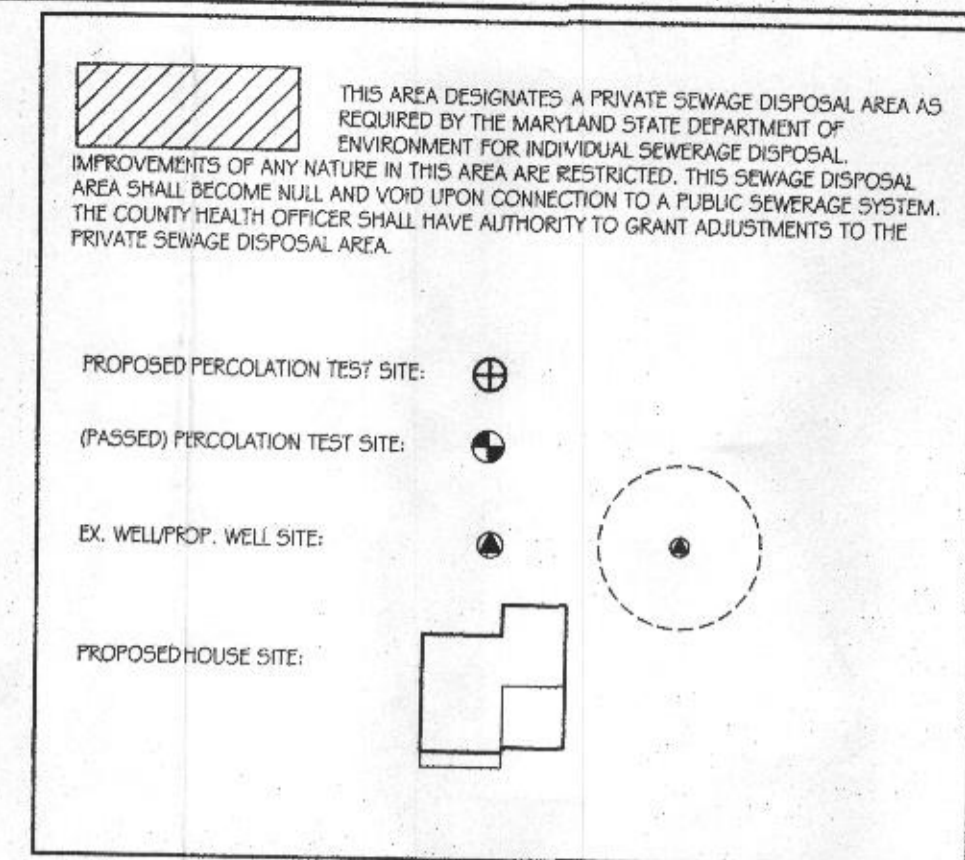 THIS AREA DESIGNATES A PRIVATE SEWAGE DISPOSAL AREA AS
REQUIRED BY THE MARYLAND STATE DEPARTMENT OF
ENVIRONMENT FOR INDIVIDUAL SEWERAGE DISPOSAL.
IMPROVEMENTS OF ANY NATURE IN THIS AREA ARE RESTRICTED. THIS SEWAGE DISPOSAL
AREA SHALL BECOME NULL AND VOID UPON CONNECTION TO A PUBLIC SEWERAGE SYSTEM.
THE COUNTY HEALTH OFFICER SHALL HAVE AUTHORITY TO GRANT ADJUSTMENTS TO THE
PRIVATE SEWAGE DISPOSAL AREA.
PROPOSED PERCOLATION TEST SITE:
(PASSED) PERCOLATION TEST SITE:
EX. WELL/PROP. WELL SITE:
PROPOSED HOUSE SITE: